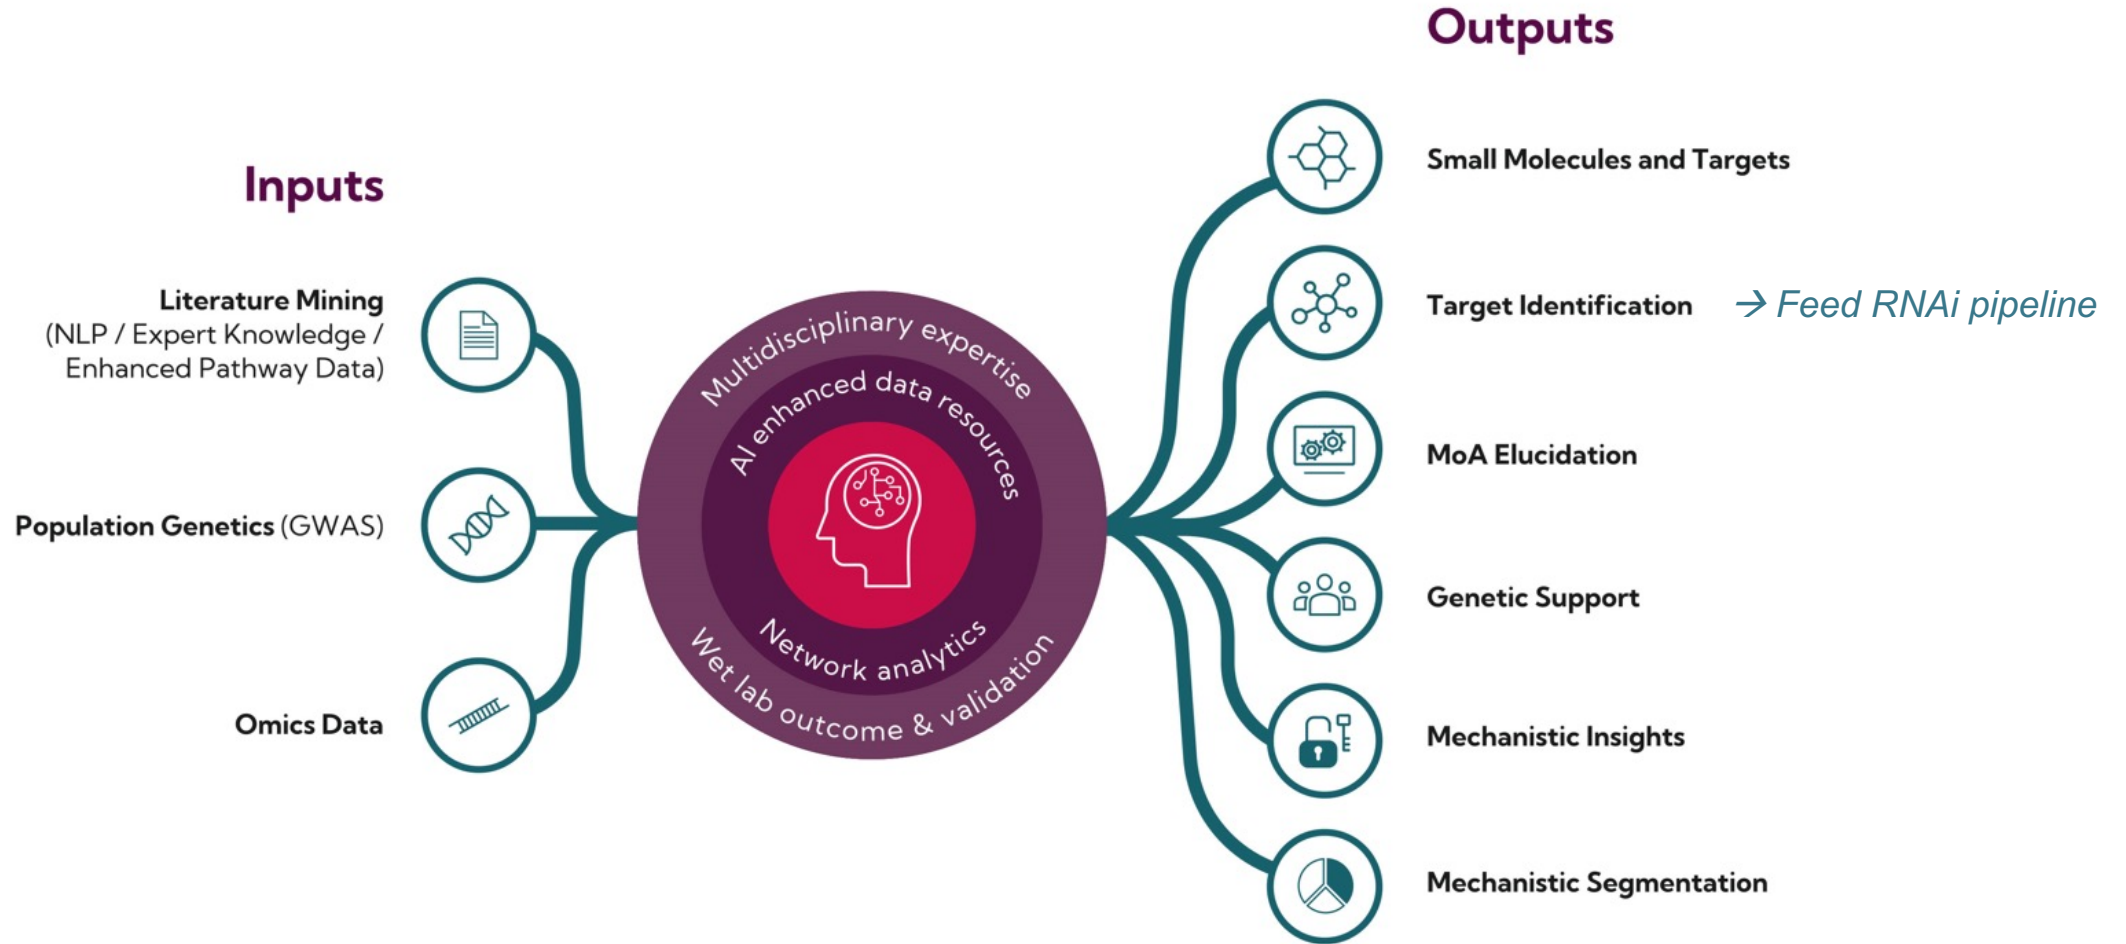 Inputs
Literature Mining
(NLP / Expert Knowledge /
Enhanced Pathway Data)
Population Genetics (GWAS)
Omics Data
Multidisciplinary expertise
AI enhanced data resources
Network analytics
Wet lab outcome & validation
Outputs
Small Molecules and Targets
Target Identification → Feed RNAi pipeline
MoA Elucidation
Genetic Support
Mechanistic Insights
Mechanistic Segmentation